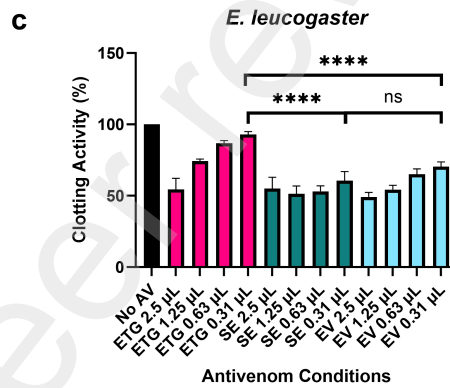 c
E. leucogaster
Clotting Activity (%)
150
100
50
0
****
**** ns
No AV
ETG 2.5 µL
ETG 1.25 µL
ETG 0.63 µL
ETG 0.31 µL
SE 2.5 µL
SE 1.25 µL
SE 0.63 µL
SE 0.31 µL
EV 2.5 µL
EV 1.25 µL
EV 0.63 µL
EV 0.31 µL
Antivenom Conditions
eer re